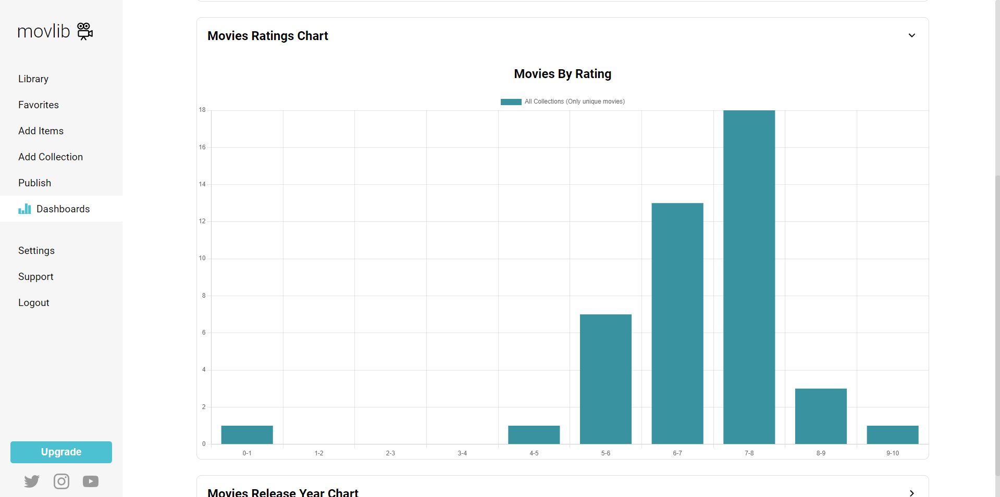 movlib
Library
Favorites
Add Items
Add Collection
Publish
Dashboards
Settings
Support
Logout
Upgrade
Movies Ratings Chart
Movies By Rating
All Collections (Only unique movies)
18
16
14
12
10
8
6
4
2
0
0-1 1-2 2-3 3-4 4-5 5-6 6-7 7-8 8-9 9-10
Movies Release Year Chart